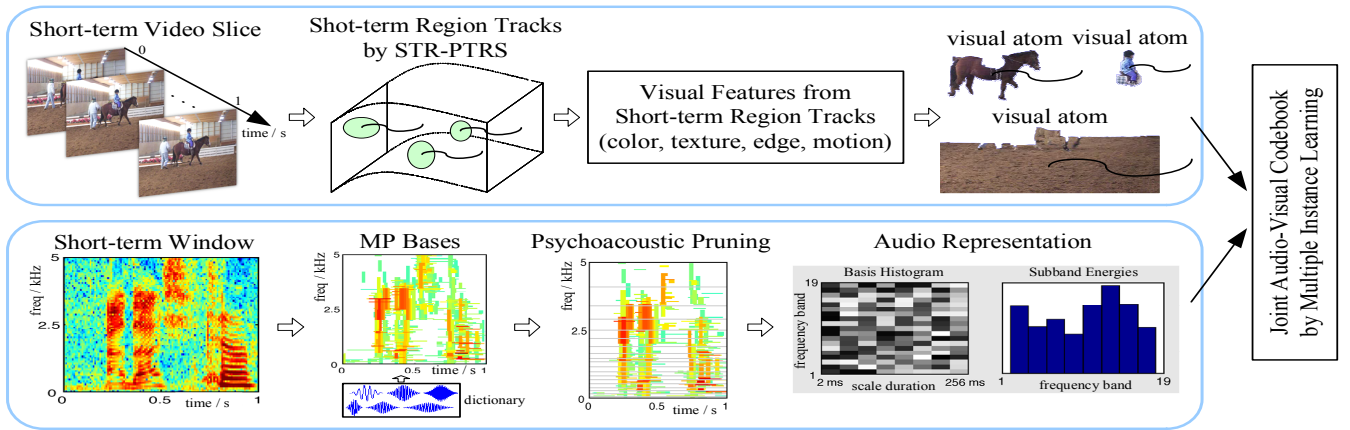 Short-term Video Slice
0
1
time / s
Shot-term Region Tracks
by STR-PTRS
Visual Features from
Short-term Region Tracks
(color, texture, edge, motion)
visual atom
visual atom
visual atom
Short-term Window
freq / kHz
5
2.5
0
0
0.5
1
time / s
MP Bases
freq / kHz
5
2.5
0
0
0.5
1
time / s
dictionary
Psychoacoustic Pruning
freq / kHz
5
2.5
0
0
0.5
1
time / s
Audio Representation
Basis Histogram
frequency band
19
1
2 ms
256 ms
scale duration
Subband Energies
1
19
frequency band
Joint Audio-Visual Codebook
by Multiple Instance Learning